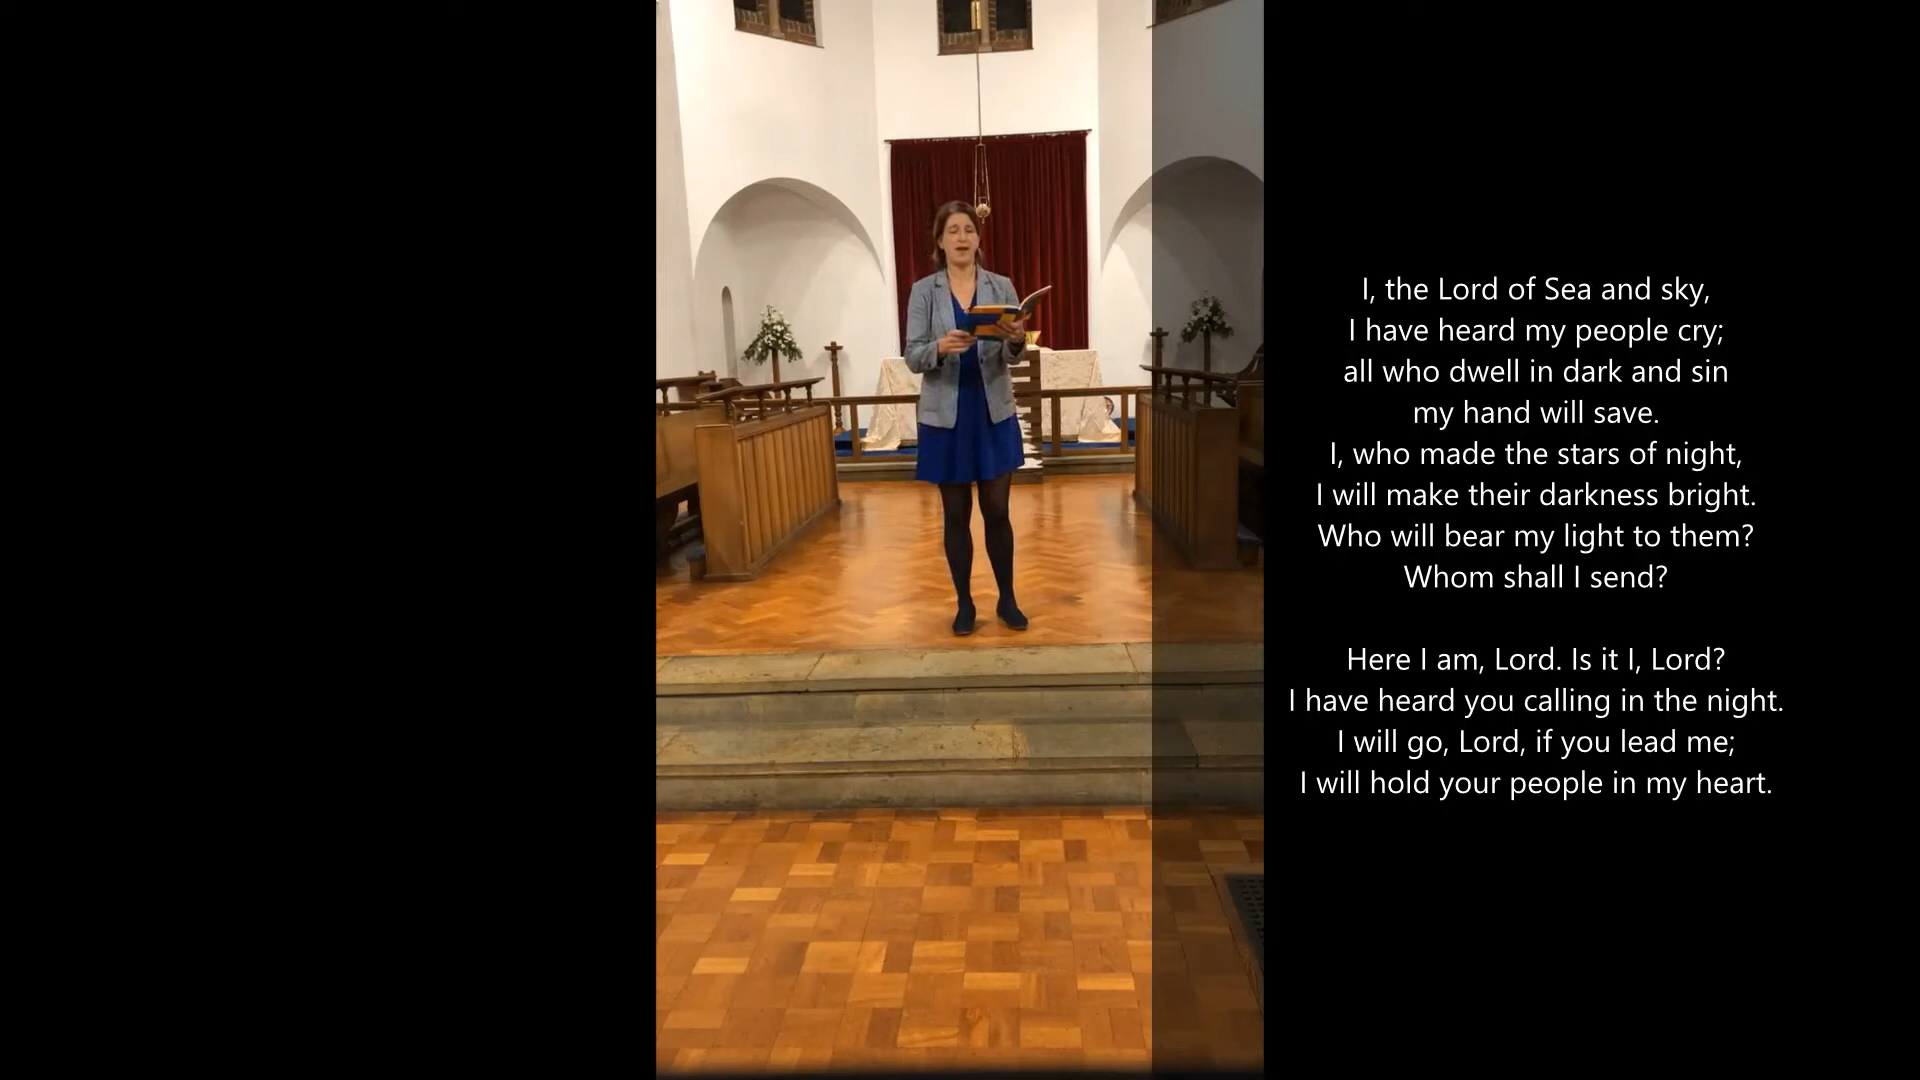 I, the Lord of Sea and sky,
I have heard my people cry;
all who dwell in dark and sin
my hand will save.
I, who made the stars of night,
I will make their darkness bright.
Who will bear my light to them?
Whom shall I send?
Here I am, Lord. Is it I, Lord?
I have heard you calling in the night.
I will go, Lord, if you lead me;
I will hold your people in my heart.